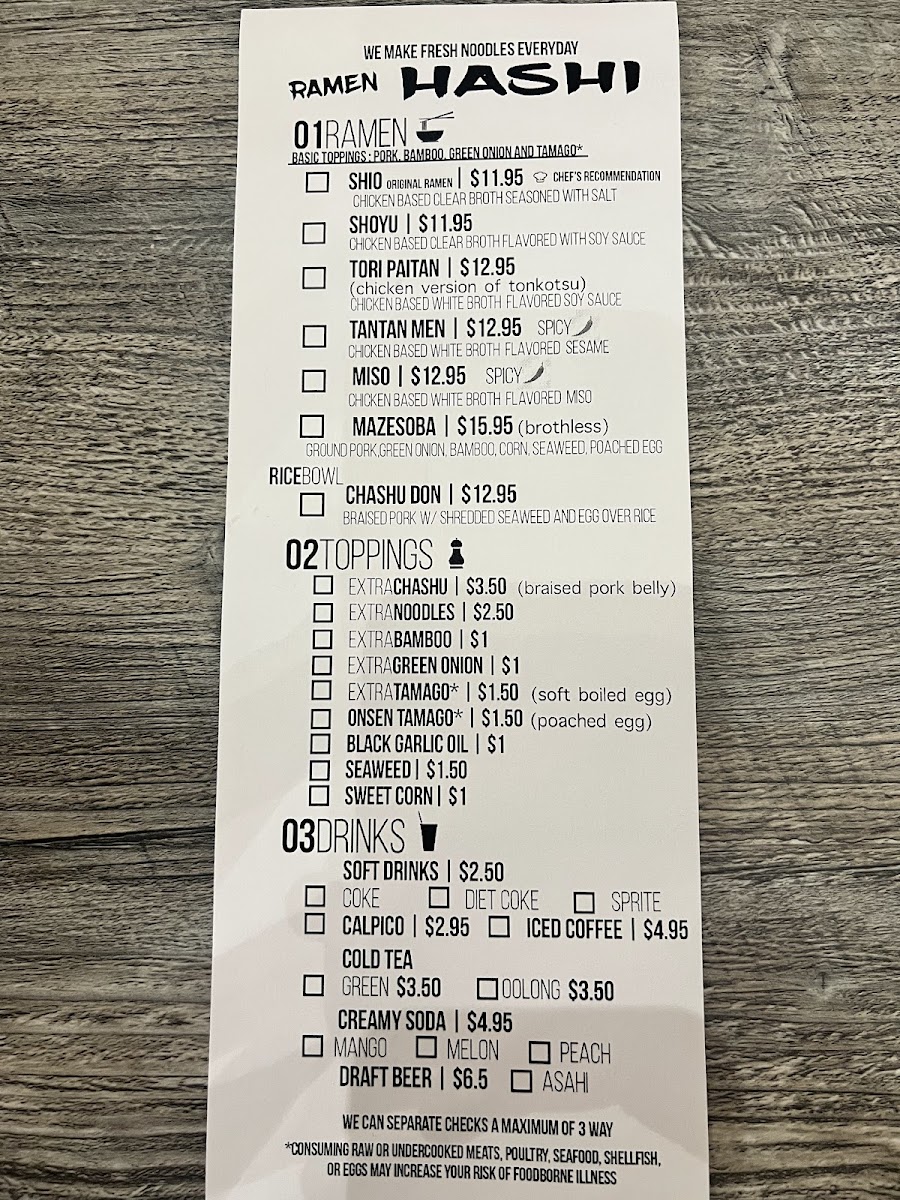 WE MAKE FRESH NOODLES EVERYDAY
RAMEN HASHI
01RAMEN
BASIC TOPPINGS : PORK, BAMBOO, GREEN ONION AND TAMAGO*
SHIO ORIGINAL RAMEN | $11.95 CHEF'S RECOMMENDATION
CHICKEN BASED CLEAR BROTH SEASONED WITH SALT
SHOYU | $11.95
CHICKEN BASED CLEAR BROTH FLAVORED WITH SOY SAUCE
TORI PAITAN | $12.95
(chicken version of tonkotsu)
CHICKEN BASED WHITE BROTH FLAVORED SOY SAUCE
TANTAN MEN | $12.95 SPICY
CHICKEN BASED WHITE BROTH FLAVORED SESAME
MISO | $12.95 SPICY
CHICKEN BASED WHITE BROTH FLAVORED MISO
MAZESOBA | $15.95 (brothless)
GROUND PORK,GREEN ONION, BAMBOO, CORN, SEAWEED, POACHED EGG
RICEBOWL
CHASHU DON | $12.95
BRAISED PORK W/ SHREDDED SEAWEED AND EGG OVER RICE
02TOPPINGS
EXTRACHASHU | $3.50 (braised pork belly)
EXTRANOODLES | $2.50
EXTRABAMBOO | $1
EXTRAGREEN ONION | $1
EXTRATAMAGO* | $1.50 (soft boiled egg)
ONSEN TAMAGO* | $1.50 (poached egg)
BLACK GARLIC OIL | $1
SEAWEED | $1.50
SWEET CORN | $1
03DRINKS
SOFT DRINKS | $2.50
COKE DIET COKE SPRITE
CALPICO | $2.95 ICED COFFEE | $4.95
COLD TEA
GREEN $3.50 OOLONG $3.50
CREAMY SODA | $4.95
MANGO MELON PEACH
DRAFT BEER | $6.5 ASAHI
WE CAN SEPARATE CHECKS A MAXIMUM OF 3 WAY
*CONSUMING RAW OR UNDERCOOKED MEATS, POULTRY, SEAFOOD, SHELLFISH,
OR EGGS MAY INCREASE YOUR RISK OF FOODBORNE ILLNESS